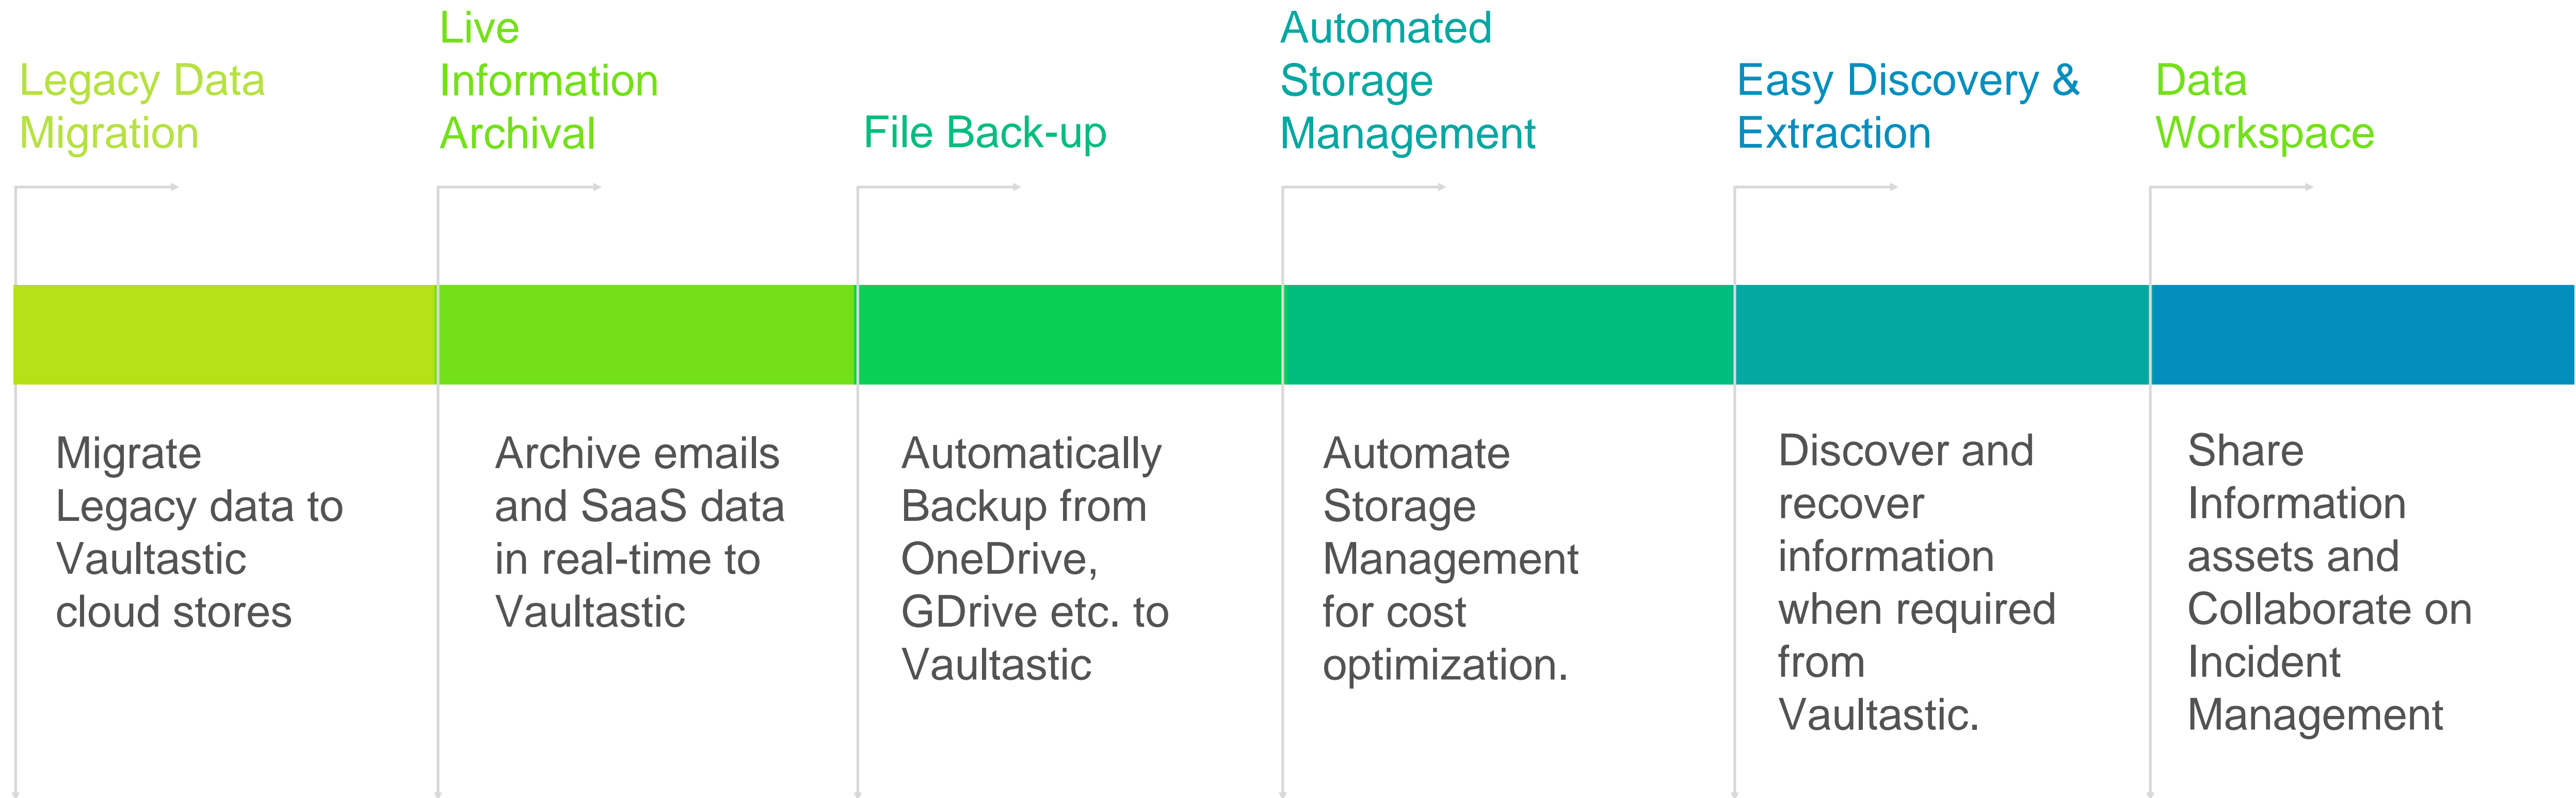 Legacy Data
Migration
Live
Information
Archival
File Back-up
Automated
Storage
Management
Easy Discovery &
Extraction
Data
Workspace
Migrate
Legacy data to
Vaultastic
cloud stores
Archive emails
and SaaS data
in real-time to
Vaultastic
Automatically
Backup from
OneDrive,
GDrive etc. to
Vaultastic
Automate
Storage
Management
for cost
optimization.
Discover and
recover
information
when required
from
Vaultastic.
Share
Information
assets and
Collaborate on
Incident
Management